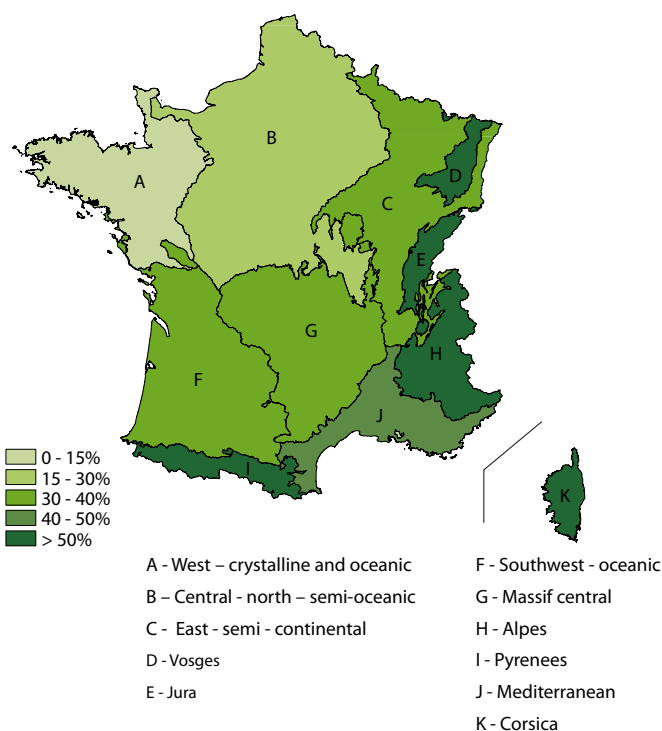 B
A
D
C
E
G
H
F
J
I
K
0 - 15%
15 - 30%
30 - 40%
40 - 50%
> 50%
A - West – crystalline and oceanic
B – Central - north – semi-oceanic
C - East - semi - continental
D - Vosges
E - Jura
F - Southwest - oceanic
G - Massif central
H - Alpes
I - Pyrenees
J - Mediterranean
K - Corsica